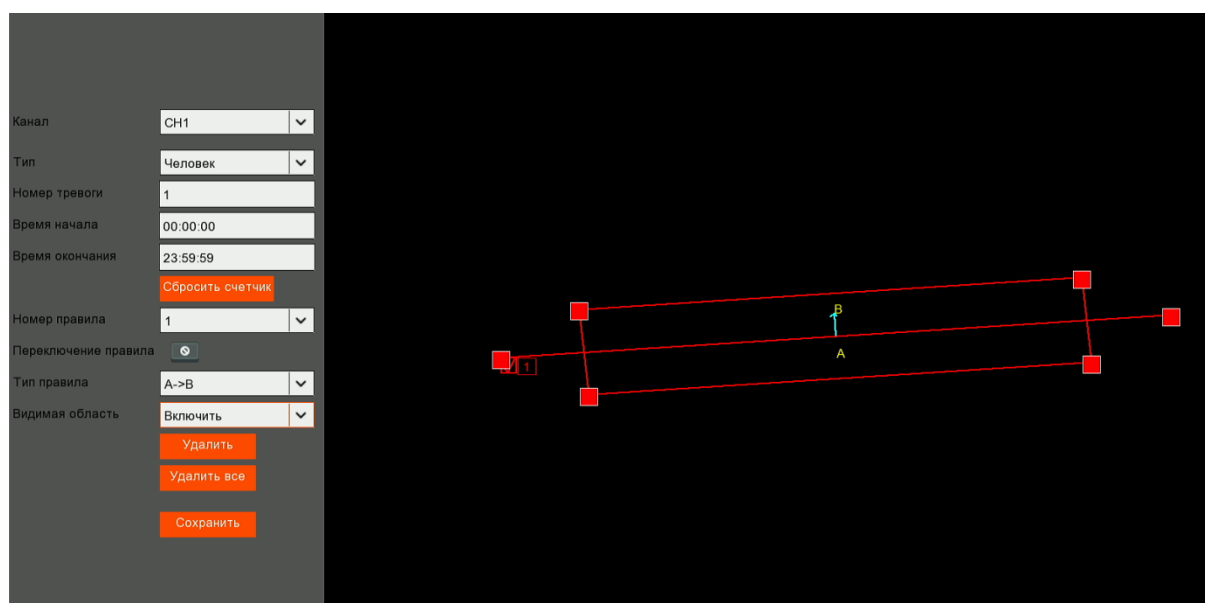 Канал CH1
Тип Человек
Номер тревоги 1
Время начала 00:00:00
Время окончания 23:59:59
Сбросить счетчик
Номер правила 1
Переключение правила
Тип правила A->B
Видимая область Включить
Удалить
Удалить все
Сохранить
B
A
1